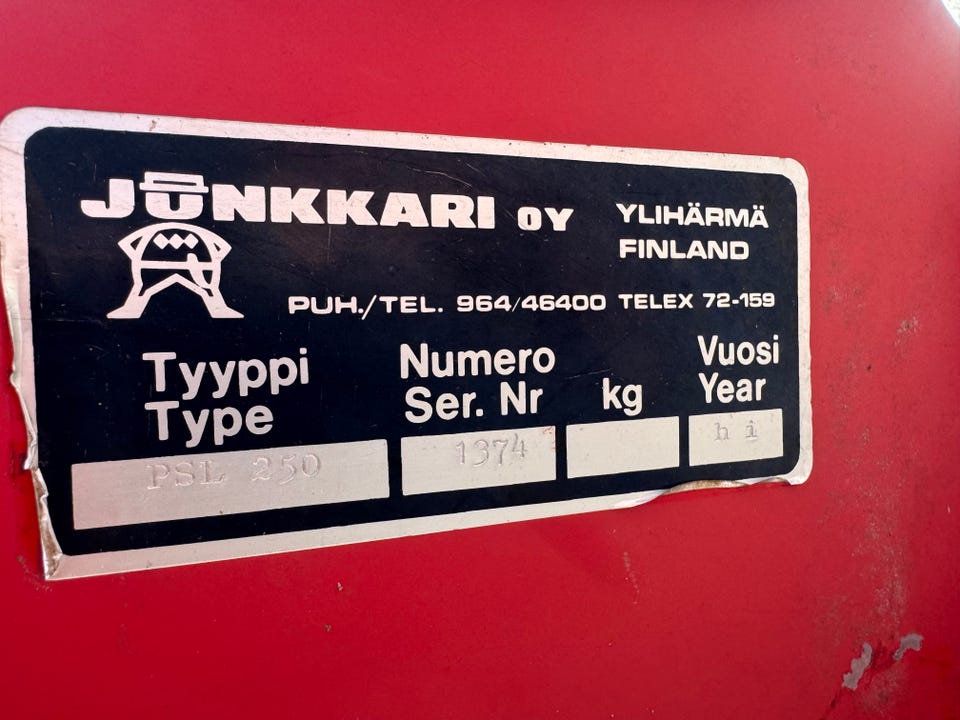 JUNKKARI OY YLIHÄRMÄ
FINLAND
PUH./TEL. 964/46400 TELEX 72-159
Tyyppi Numero Vuosi
Type Ser. Nr kg Year
PSL 250 1374 h i